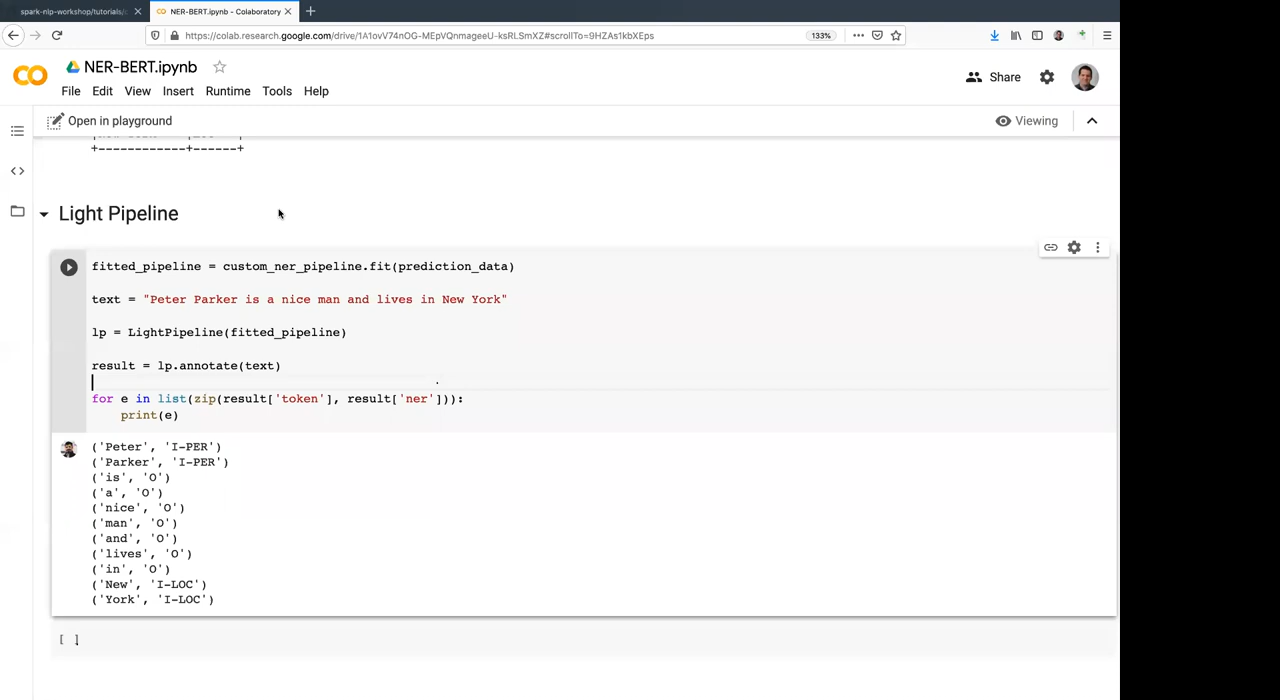 spark-nlp-workshop/tutorials/
NER-BERT.ipynb - Colaboratory
https://colab.research.google.com/drive/1A1ovV74nOG-MEpVQnmageeU-ksRLSmXZ#scrollTo=9HZAs1kbXEps
133%
NER-BERT.ipynb
Share
File Edit View Insert Runtime Tools Help
Open in playground
Viewing
+------------+------+
Light Pipeline
fitted_pipeline = custom_ner_pipeline.fit(prediction_data)
text = "Peter Parker is a nice man and lives in New York"
lp = LightPipeline(fitted_pipeline)
result = lp.annotate(text)
for e in list(zip(result['token'], result['ner'])):
print(e)
('Peter', 'I-PER')
('Parker', 'I-PER')
('is', 'O')
('a', 'O')
('nice', 'O')
('man', 'O')
('and', 'O')
('lives', 'O')
('in', 'O')
('New', 'I-LOC')
('York', 'I-LOC')
[ ]